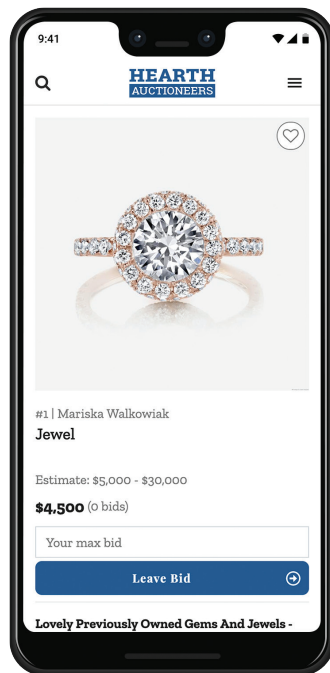 9:41
HEARTH
AUCTIONEERS
#1 | Mariska Walkowiak
Jewel
Estimate: $5,000 - $30,000
$4,500 (0 bids)
Your max bid
Leave Bid
Lovely Previously Owned Gems And Jewels -